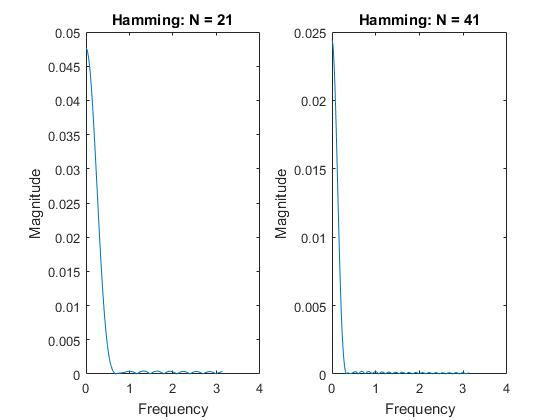 Hamming: N = 21
0.05
0.045
0.04
0.035
0.03
0.025
0.02
0.015
0.01
0.005
0
Magnitude
0 1 2 3 4
Frequency
Hamming: N = 41
0.025
0.02
0.015
0.01
0.005
0
Magnitude
0 1 2 3 4
Frequency